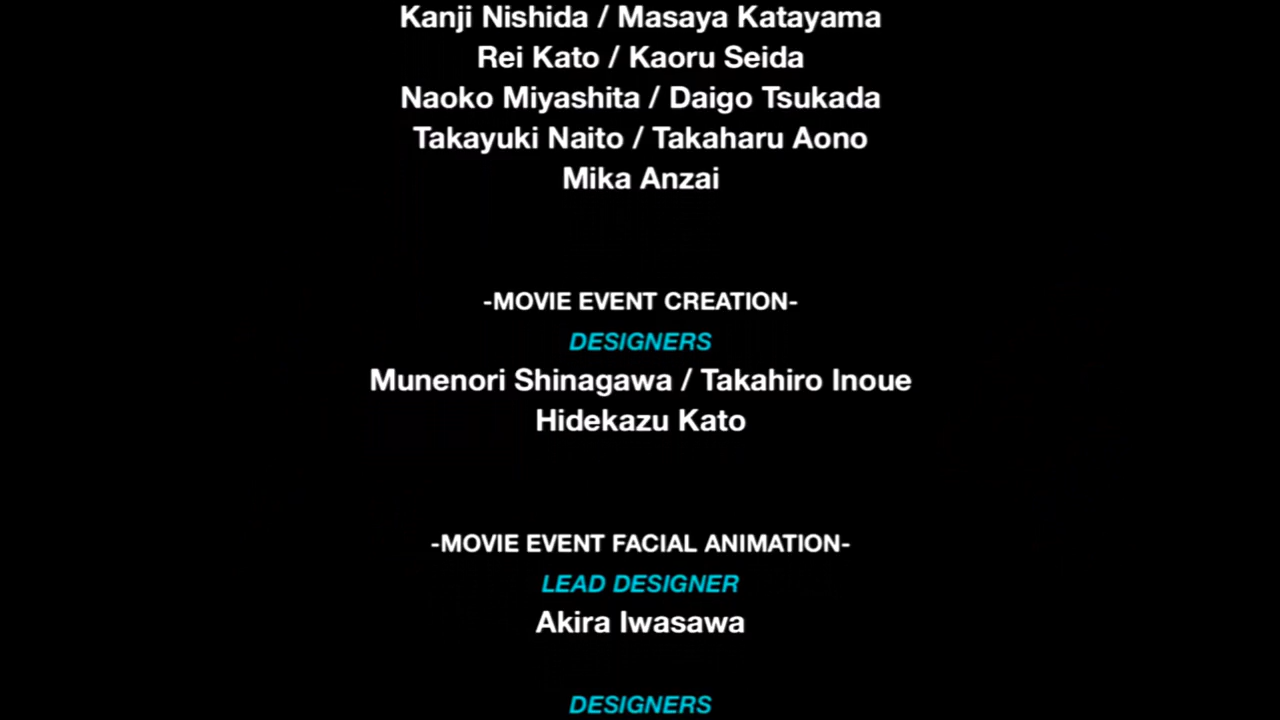 Kanji Nishida / Masaya Katayama
Rei Kato / Kaoru Seida
Naoko Miyashita / Daigo Tsukada
Takayuki Naito / Takaharu Aono
Mika Anzai
-MOVIE EVENT CREATION-
DESIGNERS
Munenori Shinagawa / Takahiro Inoue
Hidekazu Kato
-MOVIE EVENT FACIAL ANIMATION-
LEAD DESIGNER
Akira Iwasawa
DESIGNERS